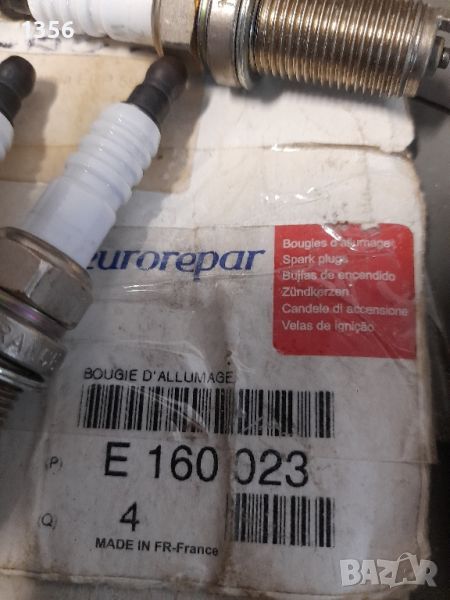 1356
eurorepar
Bougies d'allumage
Spark plugs
Bujías de encendido
Zündkerzen
Candele di accensione
Velas de ignição
BOUGIE D'ALLUMAGE
(P) E 160 023
(Q) 4
MADE IN FR-France
BAZAR